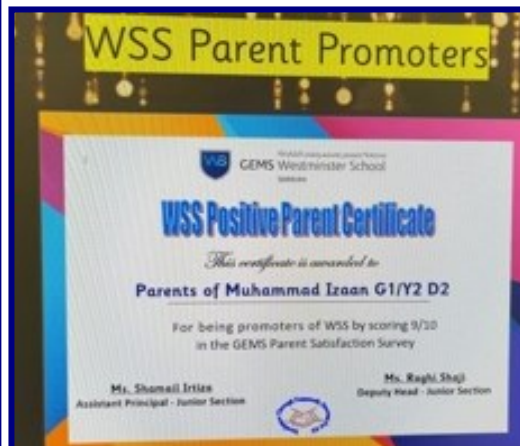 WSS Parent Promoters
GEMS Westminster School
WSS Positive Parent Certificate
This certificate is awarded to
Parents of Muhammad Izaan G1/Y2 D2
For being promoters of WSS by scoring 9/10
in the GEMS Parent Satisfaction Survey
Ms. Shamail Irtiza
Assistant Principal - Junior Section
Ms. Raghi Shaji
Deputy Head - Junior Section